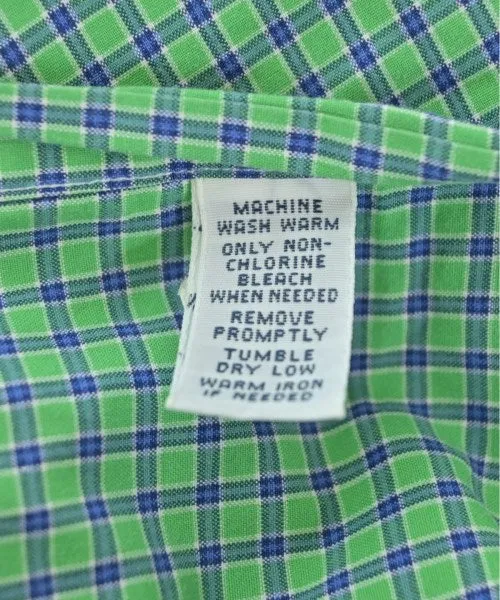 MACHINE
WASH WARM
ONLY NON-
CHLORINE
BLEACH
WHEN NEEDED
REMOVE
PROMPTLY
TUMBLE
DRY LOW
WARM IRON
IF NEEDED